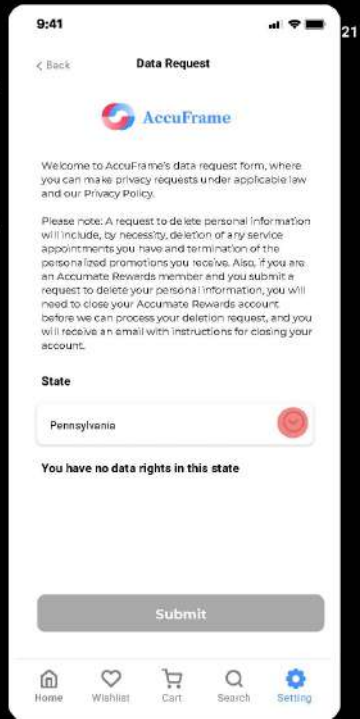 9:41
21
< Back
Data Request
AccuFrame
Welcome to AccuFrame's data request form, where
you can make privacy requests under applicable law
and our Privacy Policy.
Please note: A request to delete personal information
will include, by necessity, deletion of any service
appointments you have and termination of the
personalized promotions you receive. Also, if you are
an Accumate Rewards member and you submit a
request to delete your personal information, you will
need to close your Accumate Rewards account
before we can process your deletion request, and you
will receive an email with instructions for closing your
account.
State
Pennsylvania
You have no data rights in this state
Submit
Home Wishlist Cart Search Setting